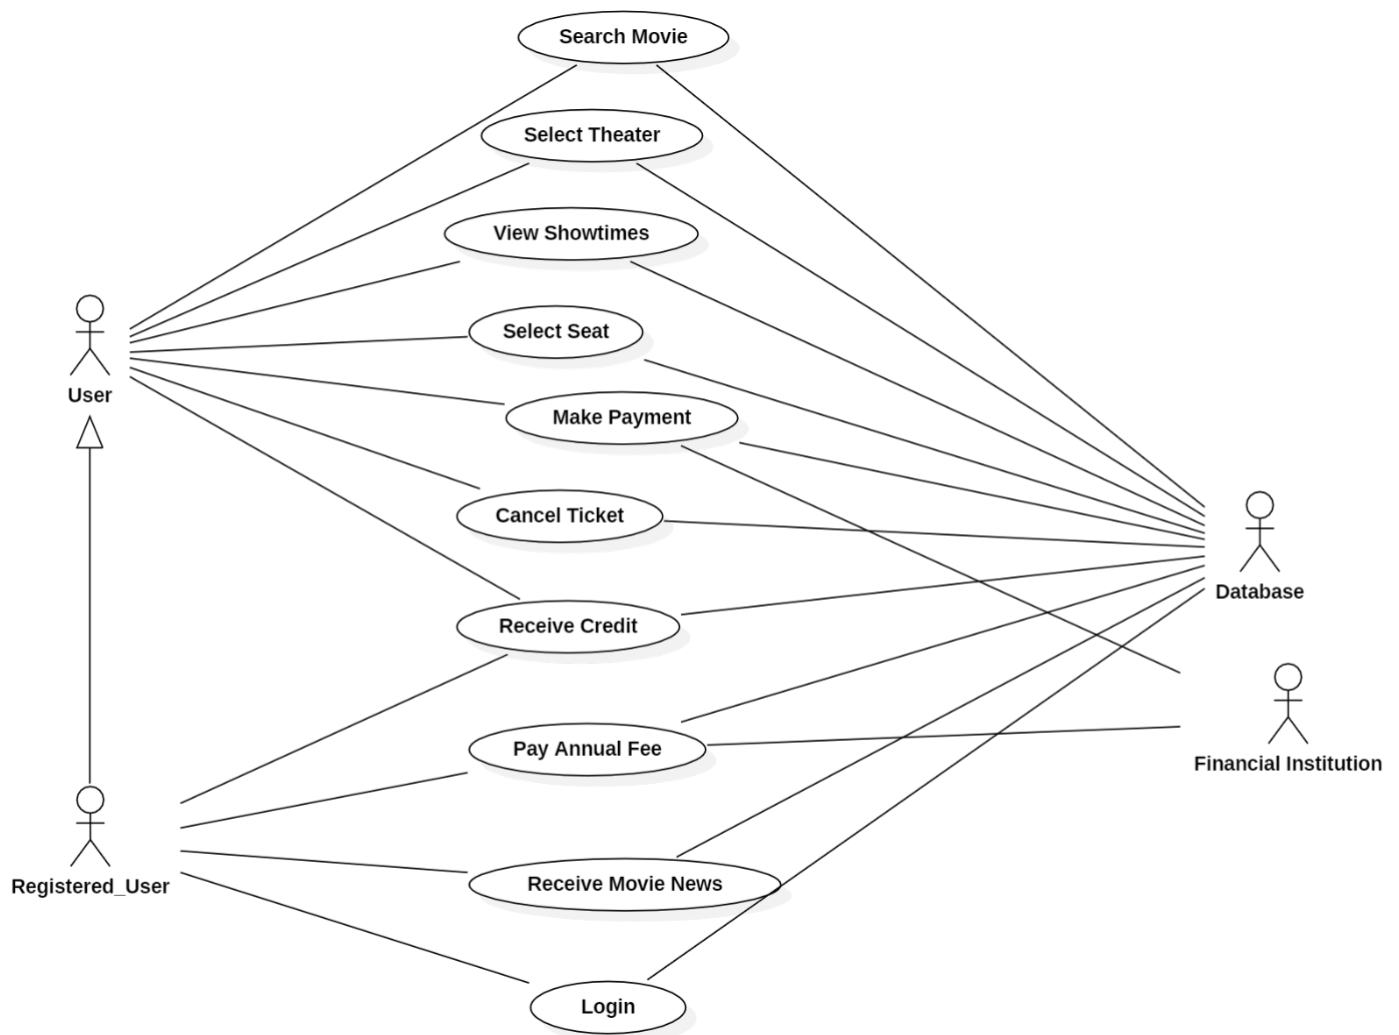 Search Movie
Select Theater
View Showtimes
Select Seat
User
Make Payment
Cancel Ticket
Database
Receive Credit
Pay Annual Fee
Financial Institution
Registered_User
Receive Movie News
Login